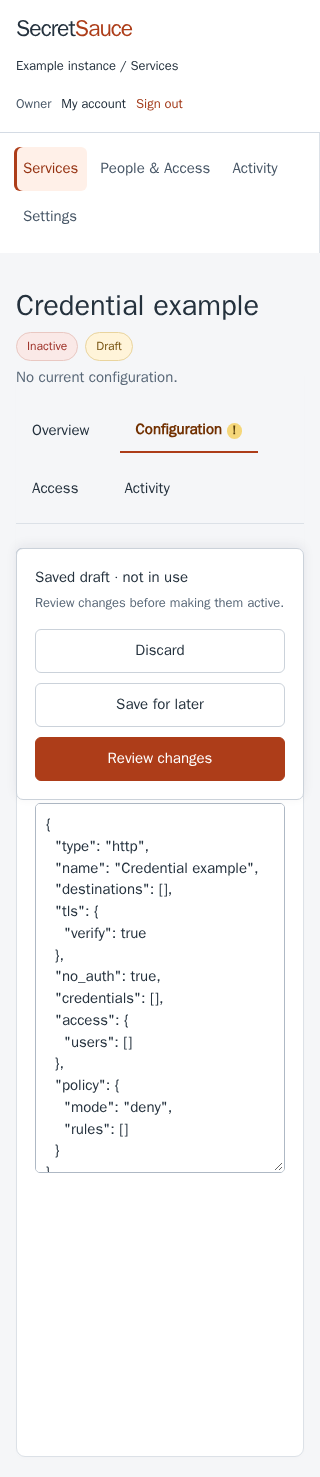 SecretSauce
Example instance / Services
Owner My account Sign out
Services People & Access Activity
Settings
Credential example
Inactive Draft
No current configuration.
Overview Configuration !
Access Activity
Saved draft · not in use
Review changes before making them active.
Discard
Save for later
Review changes
{
"type": "http",
"name": "Credential example",
"destinations": [],
"tls": {
"verify": true
},
"no_auth": true,
"credentials": [],
"access": {
"users": []
},
"policy": {
"mode": "deny",
"rules": []
}
}